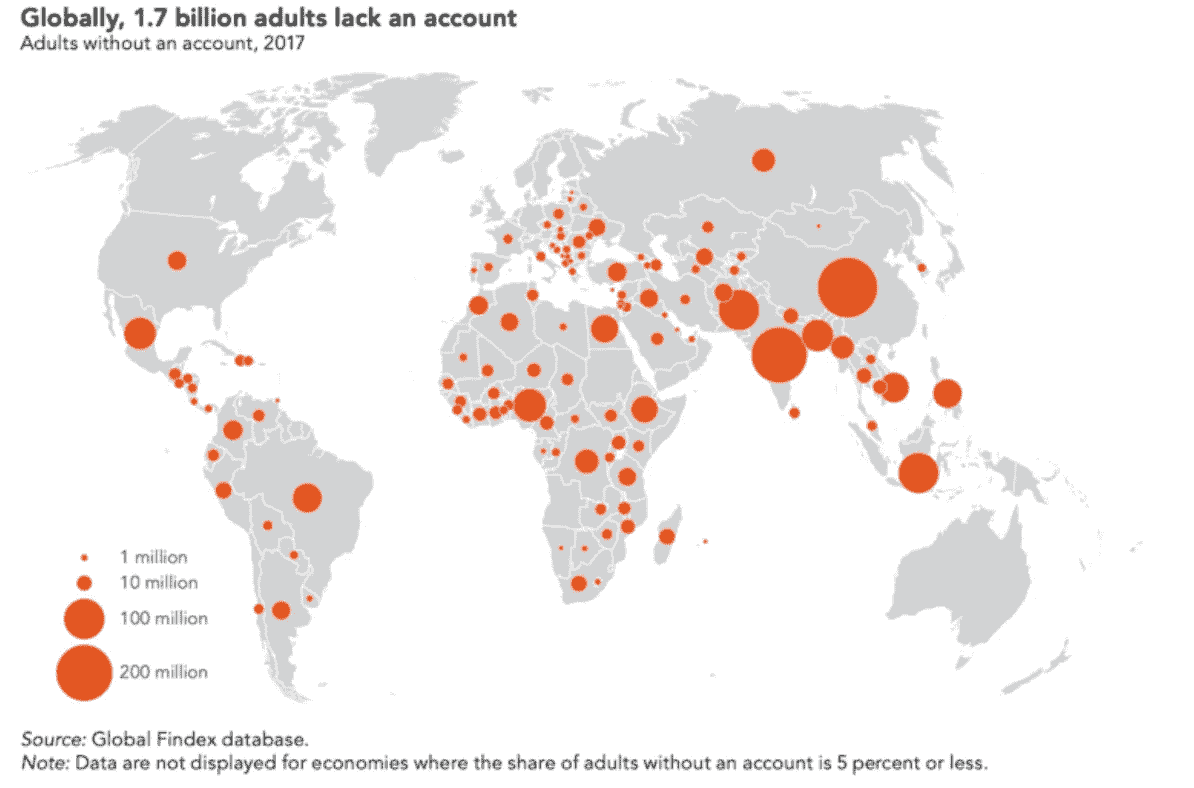 Globally, 1.7 billion adults lack an account
Adults without an account, 2017
1 million
10 million
100 million
200 million
Source: Global Findex database.
Note: Data are not displayed for economies where the share of adults without an account is 5 percent or less.